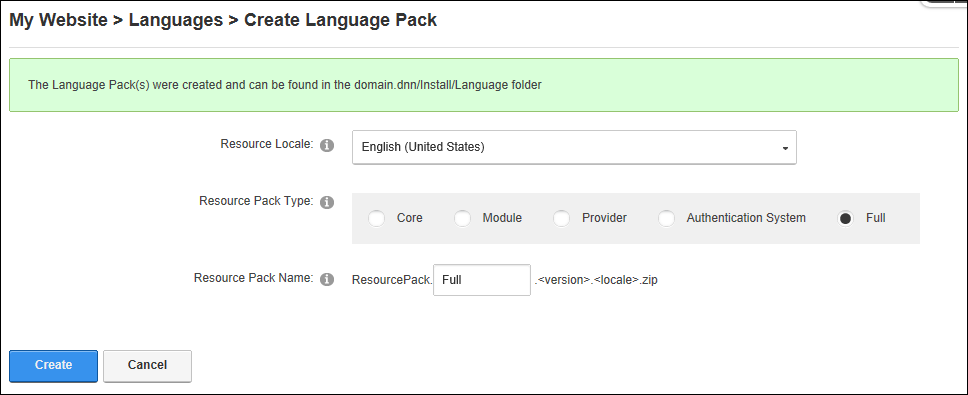 My Website > Languages > Create Language Pack
The Language Pack(s) were created and can be found in the domain.dnn/Install/Language folder
Resource Locale: English (United States)
Resource Pack Type: Core Module Provider Authentication System Full
Resource Pack Name: ResourcePack. Full .<version>.<locale>.zip
Create Cancel